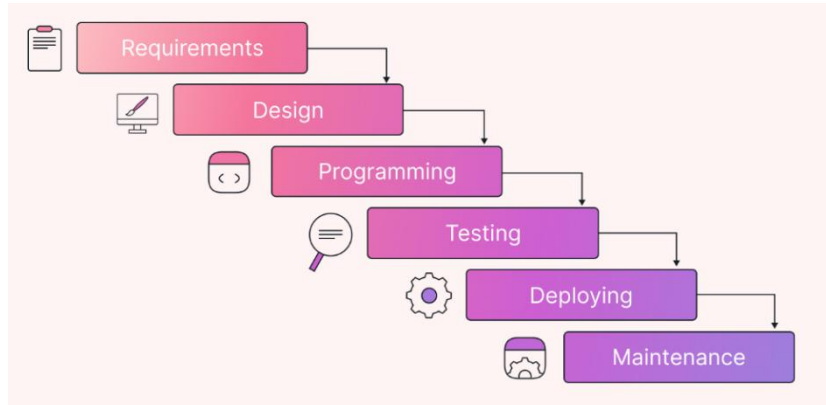 Requirements
Design
Programming
Testing
Deploying
Maintenance